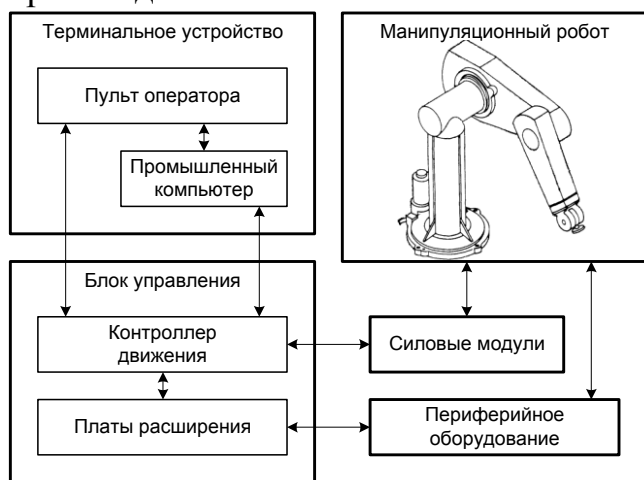 Терминальное устройство
Пульт оператора
Промышленный
компьютер
Манипуляционный робот
Блок управления
Контроллер
движения
Платы расширения
Силовые модули
Периферийное
оборудование